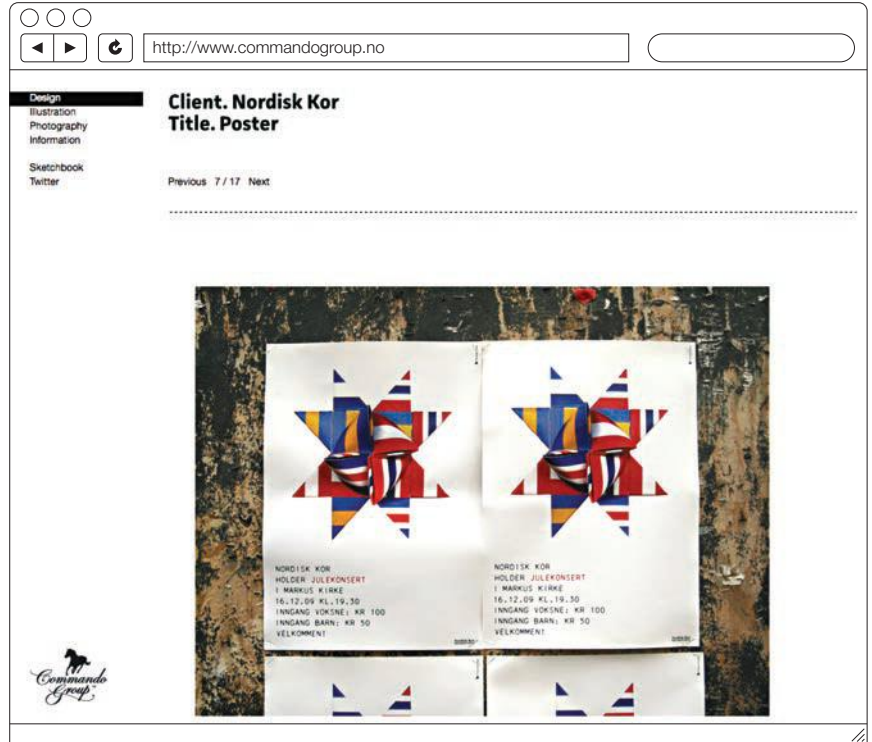 http://www.commandogroup.no
Design
Illustration
Photography
Information
Sketchbook
Twitter
Client. Nordisk Kor
Title. Poster
Previous 7 / 17 Next
NORDISK KOR
HOLDER JULEKONSERT
I MARKUS KIRKE
16.12.09 KL.19.30
INNGANG VOKSNE: KR 100
INNGANG BARN: KR 50
VELKOMMEN!
NORDISK KOR
HOLDER JULEKONSERT
I MARKUS KIRKE
16.12.09 KL.19.30
INNGANG VOKSNE: KR 100
INNGANG BARN: KR 50
VELKOMMEN!
Commando
Group